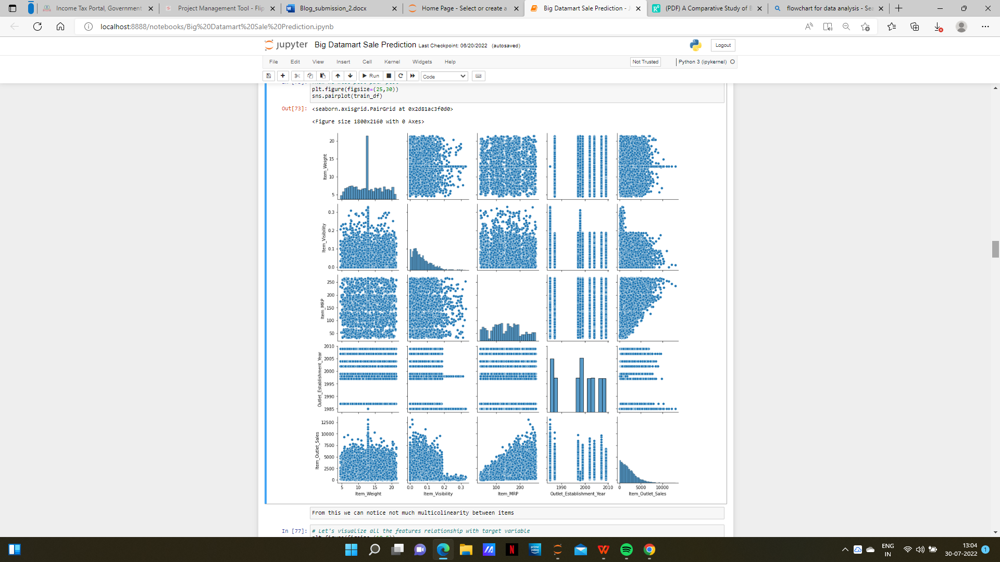 Income Tax Portal, Government
Project Management Tool - Flip
Blog_submission_2.docx
Home Page - Select or create a
Big Datamart Sale Prediction - J
(PDF) A Comparative Study of B
flowchart for data analysis - Sea
localhost:8888/notebooks/Big%20Datamart%20Sale%20Prediction.ipynb
jupyter Big Datamart Sale Prediction Last Checkpoint: 06/20/2022 (autosaved)
Logout
File Edit View Insert Cell Kernel Widgets Help
Not Trusted
Python 3 (ipykernel)
Run
Code
plt.figure(figsize=(25,30))
sns.pairplot(train_df)
Out[73]: <seaborn.axisgrid.PairGrid at 0x2d81ac3f0d0>
<Figure size 1800x2160 with 0 Axes>
Item_Weight
20
15
10
5
Item_Visibility
0.3
0.2
0.1
0.0
Item_MRP
250
200
150
100
50
Outlet_Establishment_Year
2010
2005
2000
1995
1990
1985
Item_Outlet_Sales
12500
10000
7500
5000
2500
0
5 10 15 20
0.0 0.1 0.2 0.3
100 200
1990 2000 2010
0 5000 10000
Item_Weight
Item_Visibility
Item_MRP
Outlet_Establishment_Year
Item_Outlet_Sales
From this we can notice not much multicolinearity between items
In [77]: # Let's visualize all the features relationship with target variable
prime video
N
W
ENG
IN
13:04
30-07-2022
1